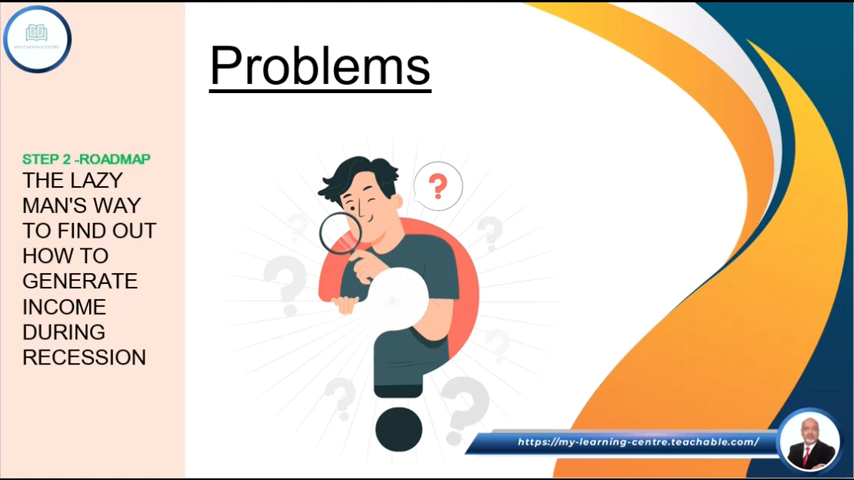 Problems
STEP 2 -ROADMAP
THE LAZY
MAN'S WAY
TO FIND OUT
HOW TO
GENERATE
INCOME
DURING
RECESSION
?
https://my-learning-centre.teachable.com/